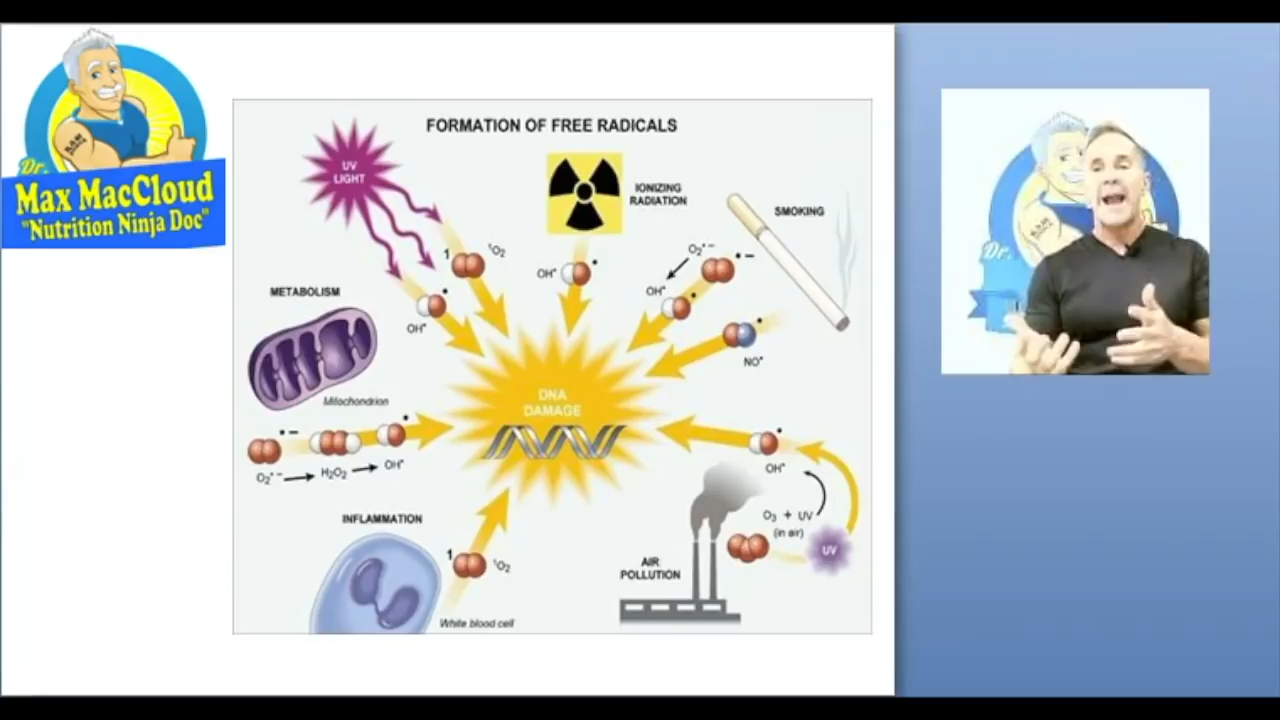 Dr.
Max MacCloud
"Nutrition Ninja Doc"
FORMATION OF FREE RADICALS
UV
LIGHT
IONIZING
RADIATION
SMOKING
1
¹O₂
OH•
OH•
O₂•−
OH•
NO•
METABOLISM
Mitochondrion
DNA
DAMAGE
O₂•− → H₂O₂ → OH•
OH•
O₃ + UV
(in air)
UV
INFLAMMATION
1
¹O₂
White blood cell
AIR
POLLUTION
Dr.